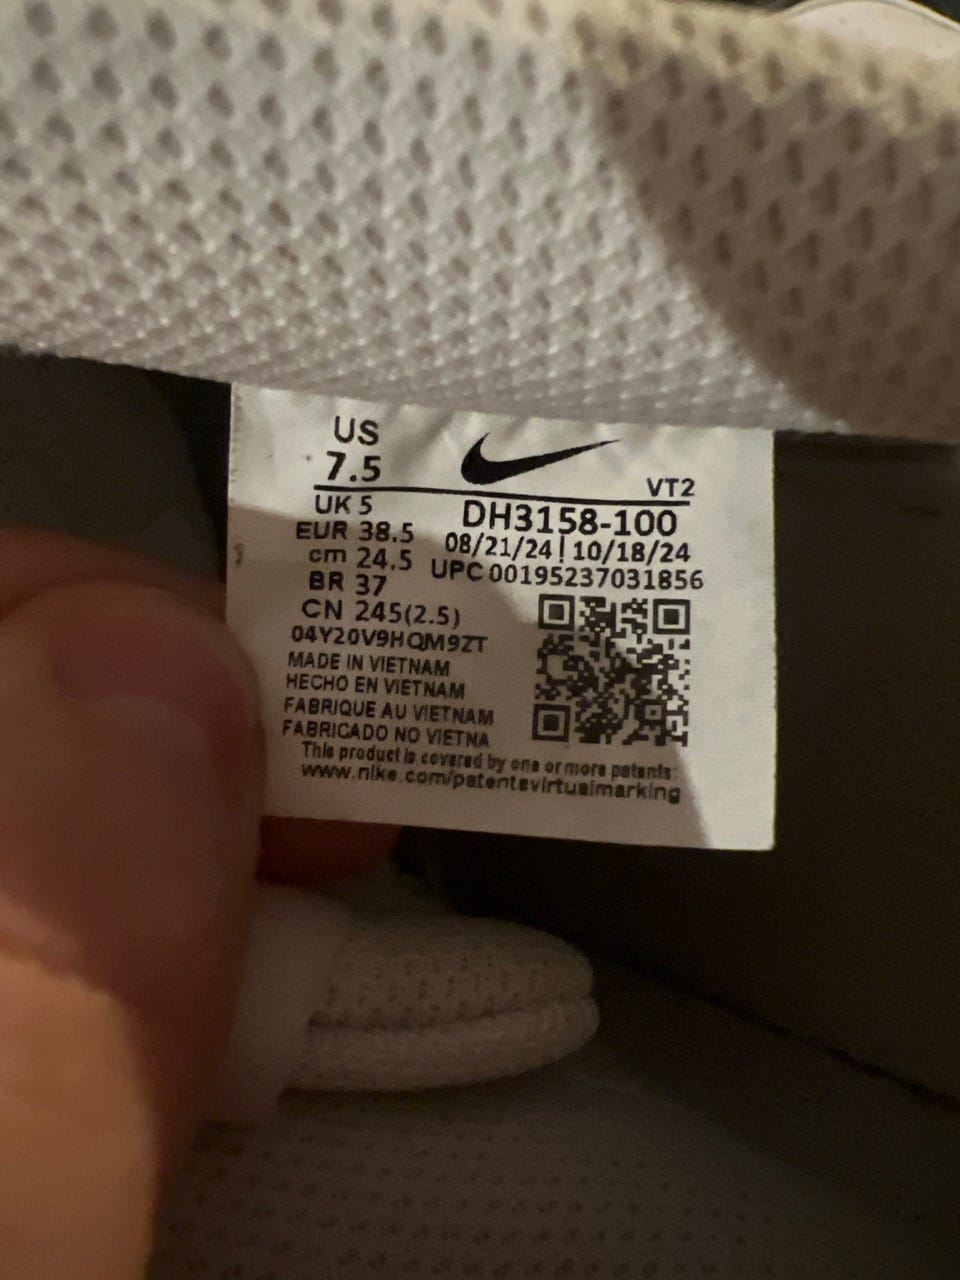 US
7.5
VT2
UK 5
EUR 38.5
cm 24.5
BR 37
CN 245(2.5)
DH3158-100
08/21/24 | 10/18/24
UPC 00195237031856
04Y20V9HQM9ZT
MADE IN VIETNAM
HECHO EN VIETNAM
FABRIQUE AU VIETNAM
FABRICADO NO VIETNA
This product is covered by one or more patents:
www.nike.com/patentsvirtualmarking